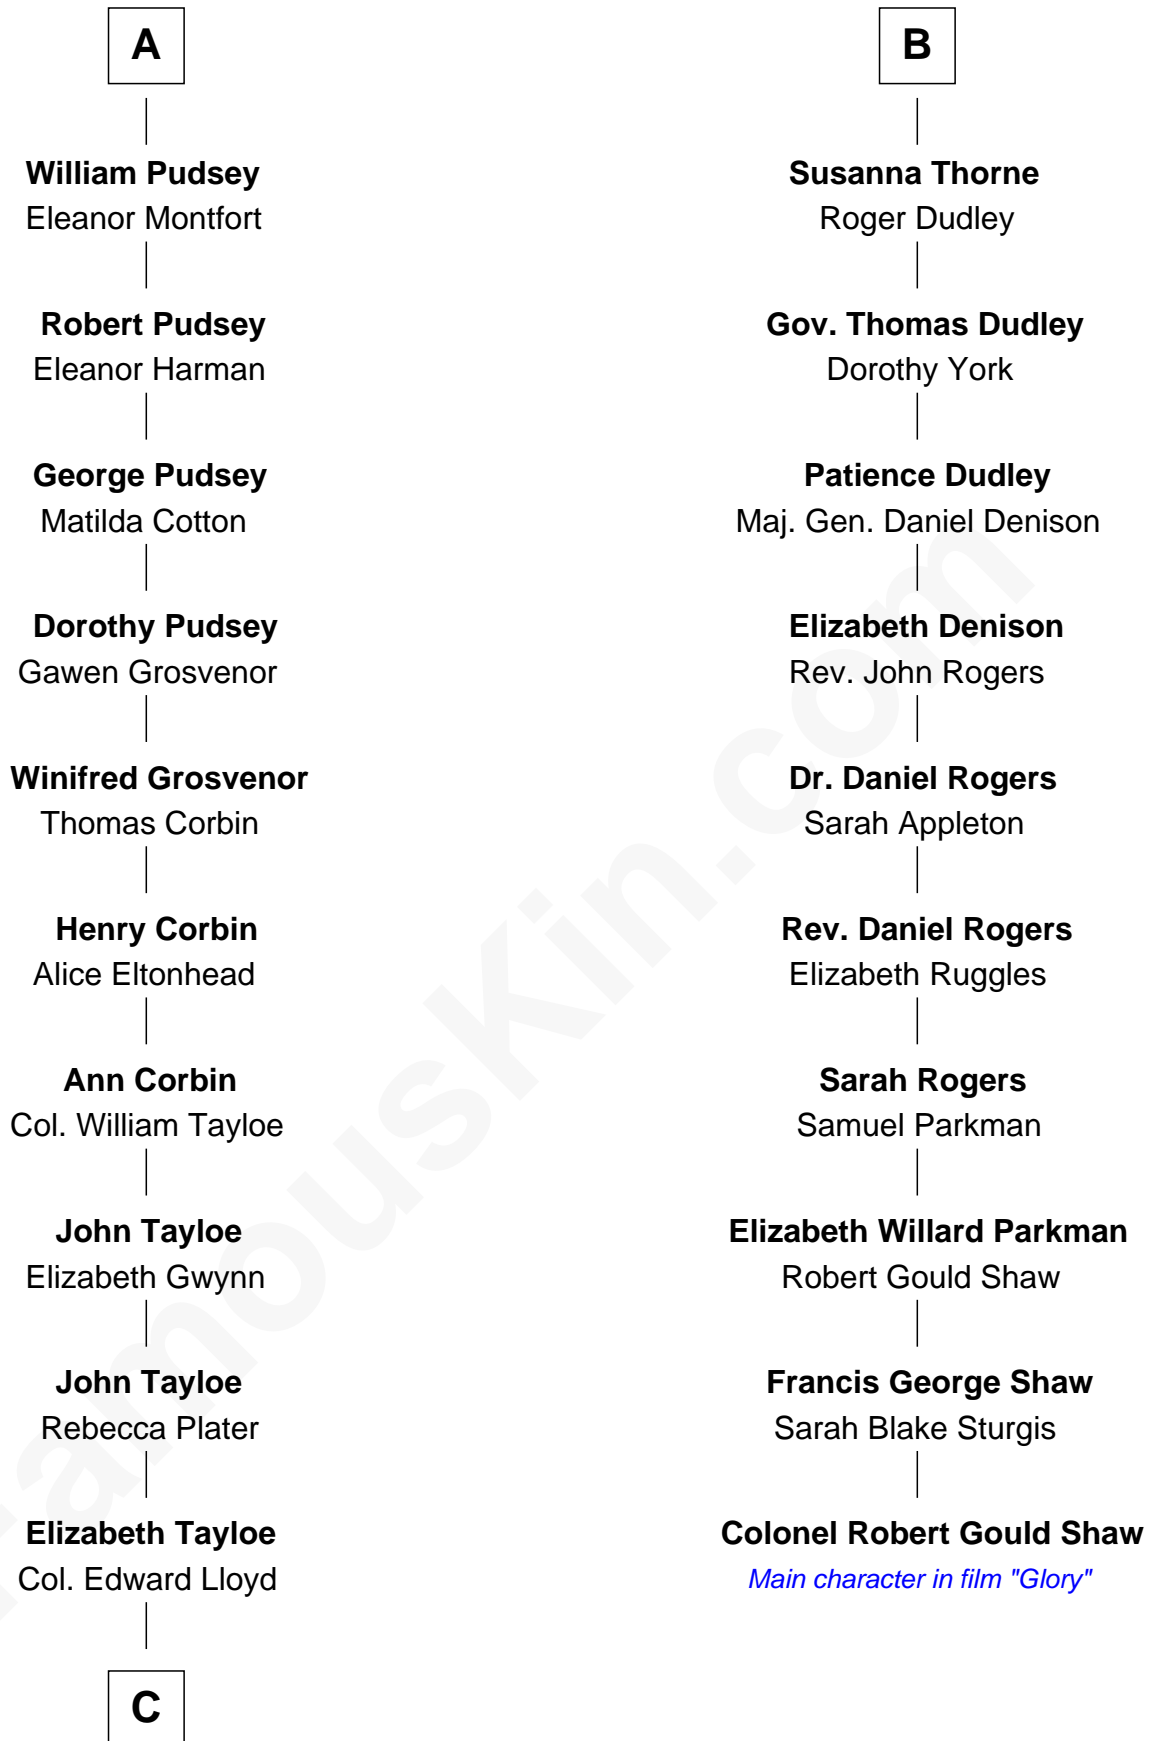 A
William Pudsey
Eleanor Montfort
Robert Pudsey
Eleanor Harman
George Pudsey
Matilda Cotton
Dorothy Pudsey
Gawen Grosvenor
Winifred Grosvenor
Thomas Corbin
Henry Corbin
Alice Eltonhead
Ann Corbin
Col. William Tayloe
John Tayloe
Elizabeth Gwynn
John Tayloe
Rebecca Plater
Elizabeth Tayloe
Col. Edward Lloyd
C
B
Susanna Thorne
Roger Dudley
Gov. Thomas Dudley
Dorothy York
Patience Dudley
Maj. Gen. Daniel Denison
Elizabeth Denison
Rev. John Rogers
Dr. Daniel Rogers
Sarah Appleton
Rev. Daniel Rogers
Elizabeth Ruggles
Sarah Rogers
Samuel Parkman
Elizabeth Willard Parkman
Robert Gould Shaw
Francis George Shaw
Sarah Blake Sturgis
Colonel Robert Gould Shaw
Main character in film "Glory"
FamousKin.com